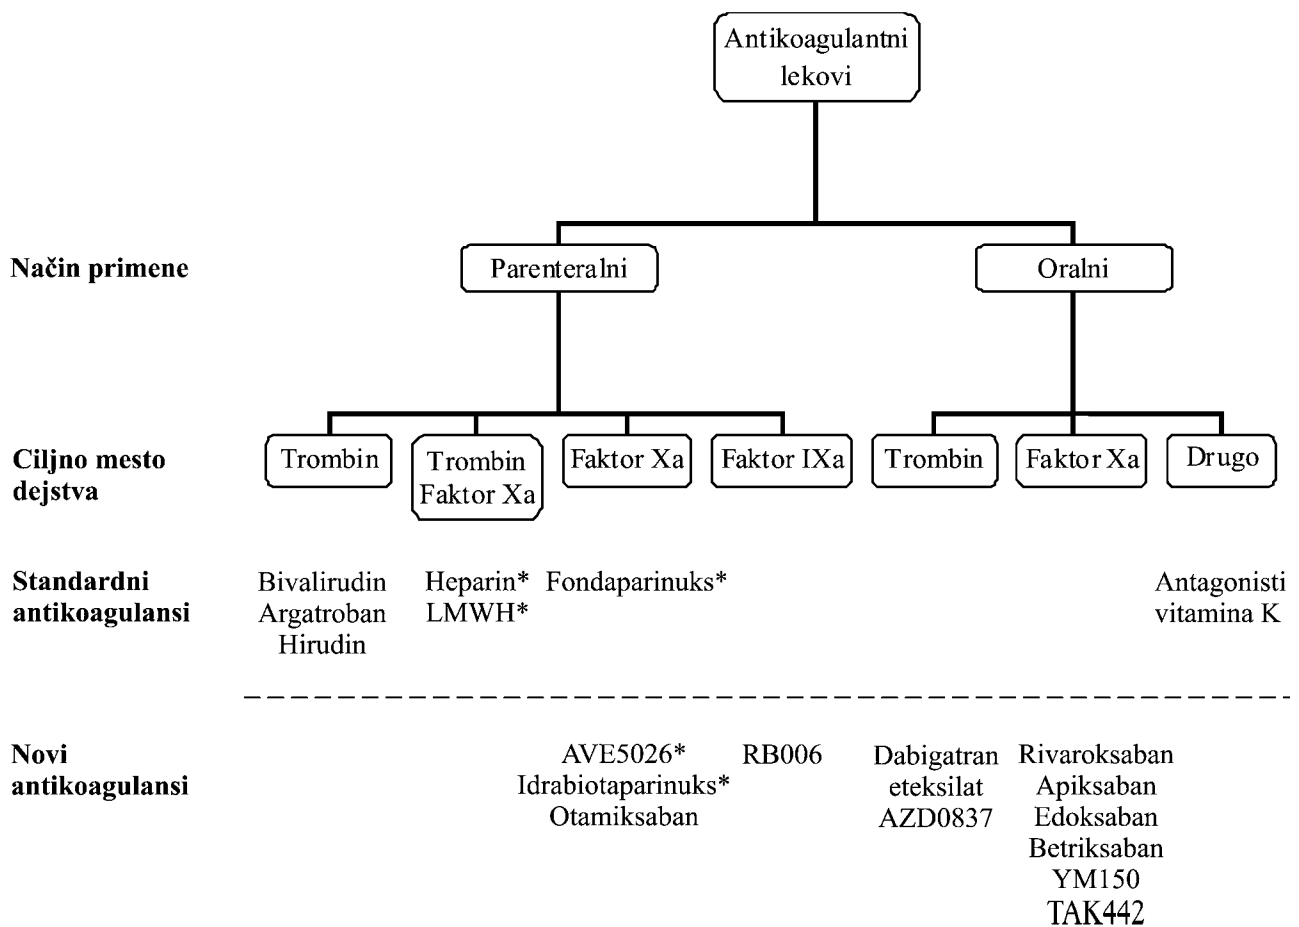 Antikoagulantni
lekovi
Način primene
Parenteralni
Oralni
Ciljno mesto
dejstva
Trombin
Trombin
Faktor Xa
Faktor Xa
Faktor IXa
Trombin
Faktor Xa
Drugo
Standardni
antikoagulansi
Bivalirudin
Argatroban
Hirudin
Heparin*
LMWH*
Fondaparinuks*
Antagonisti
vitamina K
Novi
antikoagulansi
AVE5026*
Idrabiotaparinuks*
Otamiksaban
RB006
Dabigatran
eteksilat
AZD0837
Rivaroksaban
Apiksaban
Edoksaban
Betriksaban
YM150
TAK442